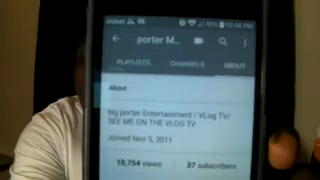 porter M...
PLAYLISTS CHANNELS ABOUT
About
big porter Entertainment / VLog TV/
SEE ME ON THE VLOG TV
Joined Nov 5, 2011
10,754 views 37 subscribers